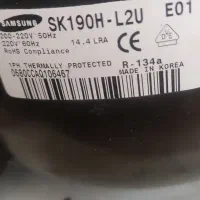 SAMSUNG SK190H-L2U E01
200-220V 50Hz
220V 60Hz 14.4 LRA
RoHS Compliance
1PH THERMALLY PROTECTED R-134a
MADE IN KOREA